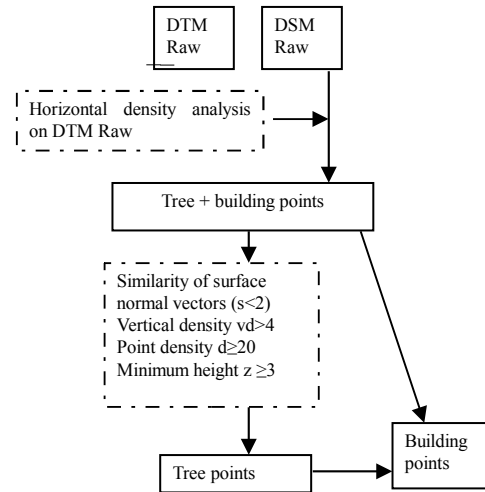 DTM
Raw
DSM
Raw
Horizontal density analysis
on DTM Raw
Tree + building points
Similarity of surface
normal vectors (s<2)
Vertical density vd>4
Point density d≥20
Minimum height z ≥3
Building
points
Tree points